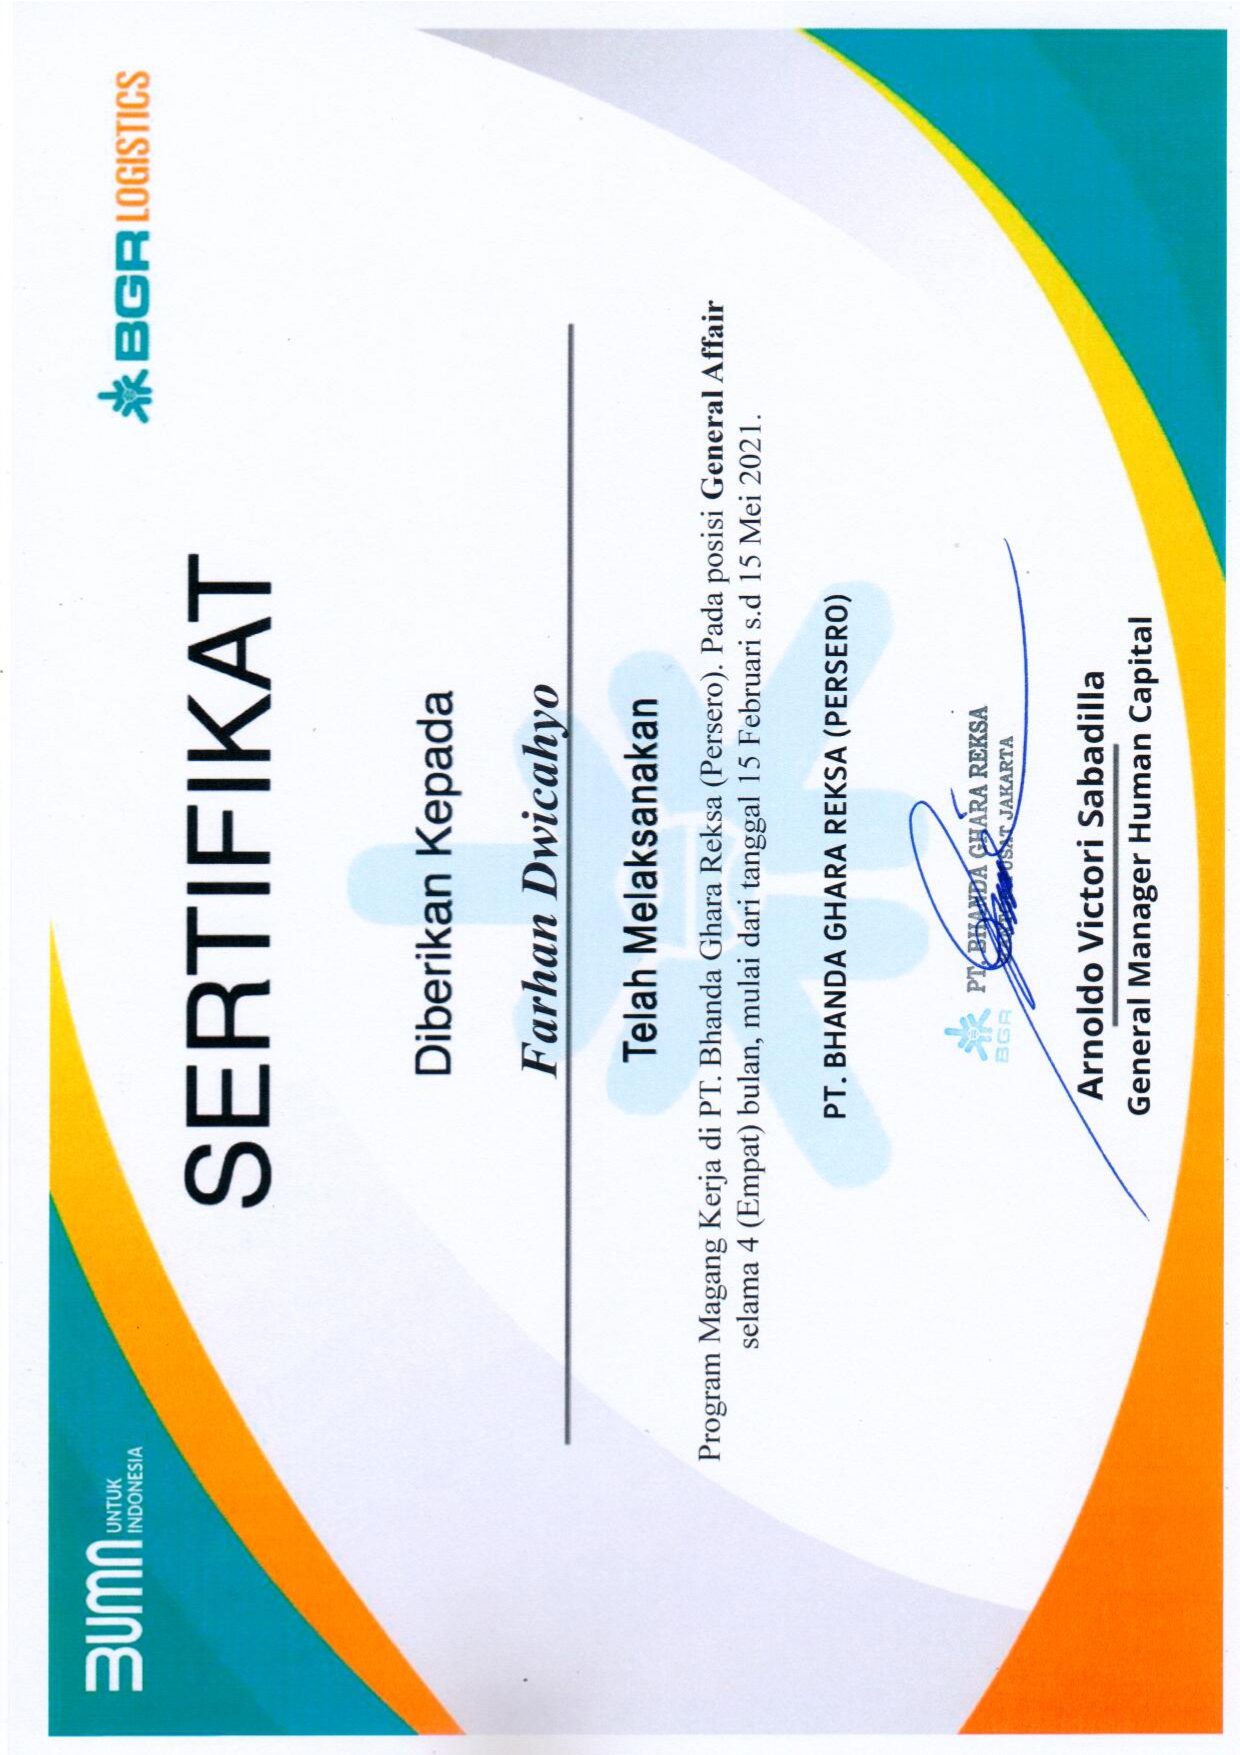 BUMN UNTUK
INDONESIA
BGR LOGISTICS
SERTIFIKAT
Diberikan Kepada
Farhan Dwicahyo
Telah Melaksanakan
Program Magang Kerja di PT. Bhanda Ghara Reksa (Persero). Pada posisi General Affair
selama 4 (Empat) bulan, mulai dari tanggal 15 Februari s.d 15 Mei 2021.
PT. BHANDA GHARA REKSA (PERSERO)
PT. BHANDA GHARA REKSA
BGR
KANTOR PUSAT JAKARTA
Arnoldo Victori Sabadilla
General Manager Human Capital